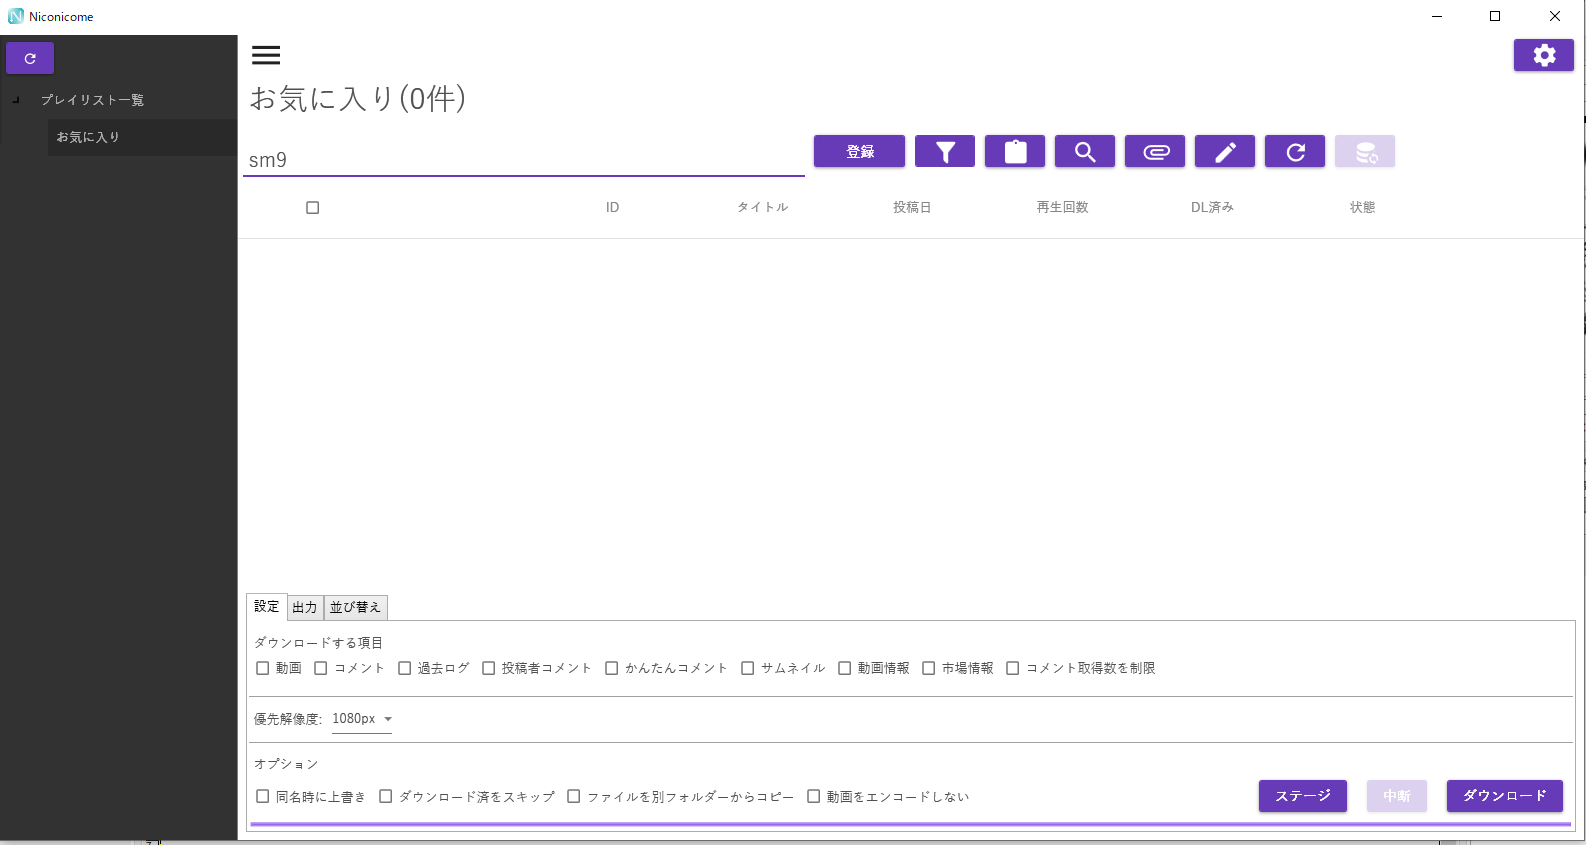 Niconicome
プレイリスト一覧
お気に入り
お気に入り(0件)
sm9
登録
ID タイトル 投稿日 再生回数 DL済み 状態
設定 出力 並び替え
ダウンロードする項目
動画 コメント 過去ログ 投稿者コメント かんたんコメント サムネイル 動画情報 市場情報 コメント取得数を制限
優先解像度: 1080px
オプション
同名時に上書き ダウンロード済をスキップ ファイルを別フォルダーからコピー 動画をエンコードしない
ステージ 中断 ダウンロード